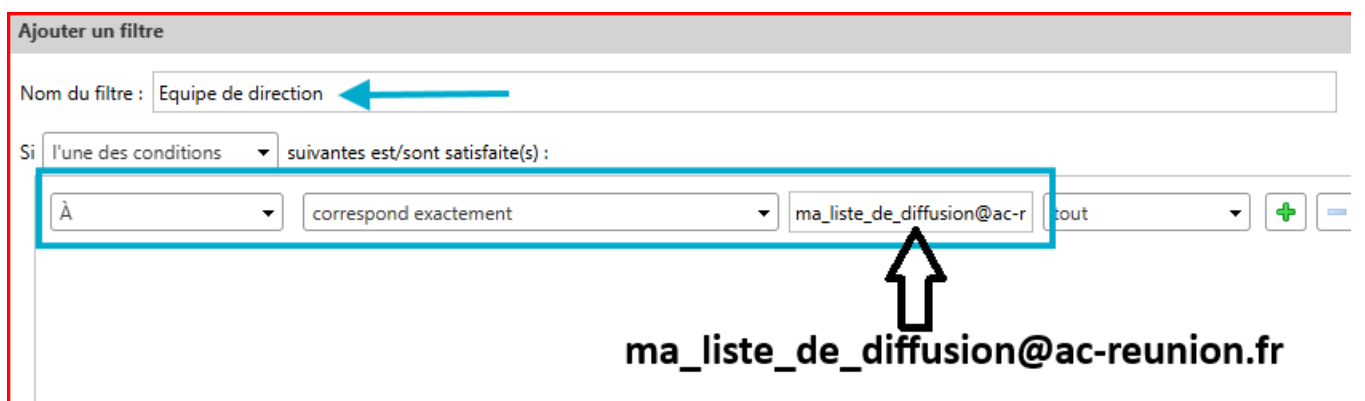 Ajouter un filtre
Nom du filtre : Equipe de direction
Si l'une des conditions suivantes est/sont satisfaite(s) :
À correspond exactement ma_liste_de_diffusion@ac-r tout
ma_liste_de_diffusion@ac-reunion.fr